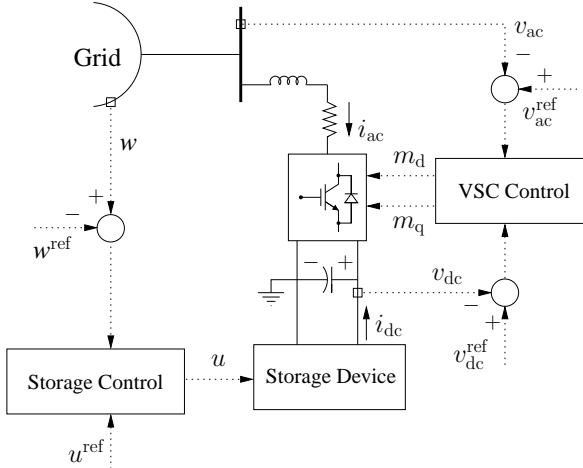 v_ac
Grid
−
+
v_ac^ref
i_ac
w
m_d
VSC Control
+
m_q
−
w^ref
−
+
v_dc
−
+
i_dc
u
v_dc^ref
Storage Control
Storage Device
u^ref